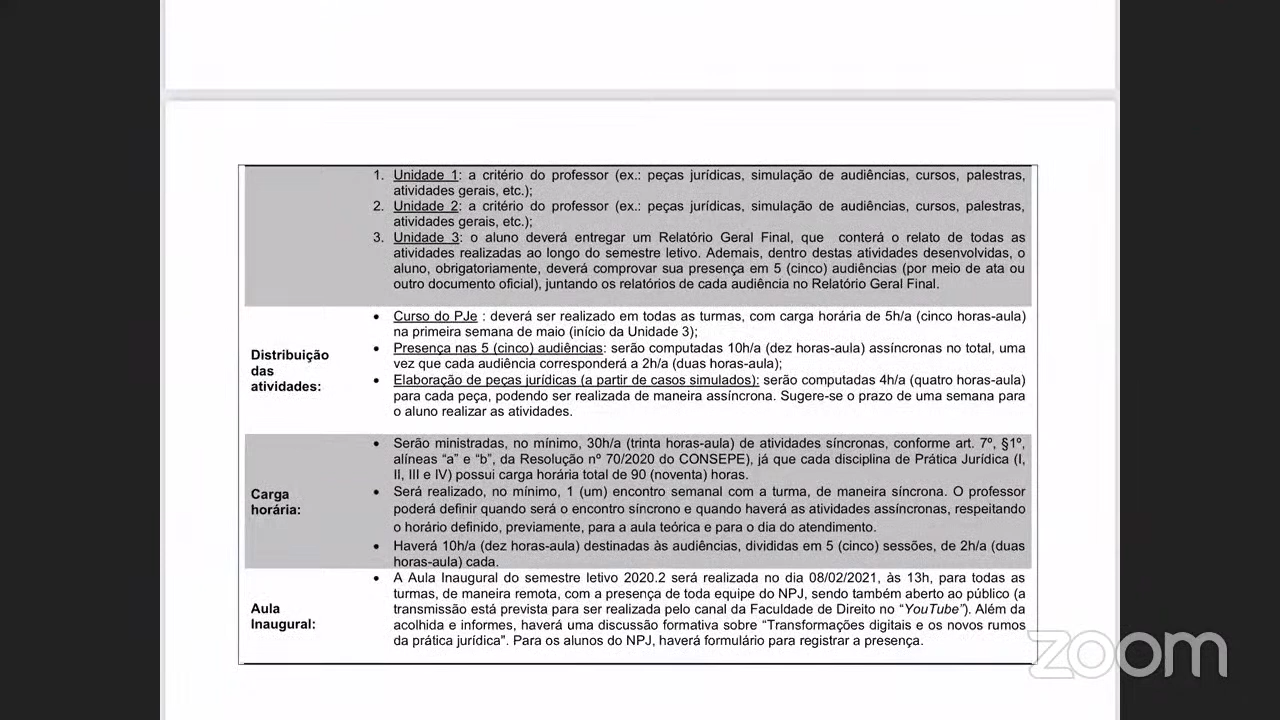 1. Unidade 1: a critério do professor (ex.: peças jurídicas, simulação de audiências, cursos, palestras,
atividades gerais, etc.);
2. Unidade 2: a critério do professor (ex.: peças jurídicas, simulação de audiências, cursos, palestras,
atividades gerais, etc.);
3. Unidade 3: o aluno deverá entregar um Relatório Geral Final, que conterá o relato de todas as
atividades realizadas ao longo do semestre letivo. Ademais, dentro destas atividades desenvolvidas, o
aluno, obrigatoriamente, deverá comprovar sua presença em 5 (cinco) audiências (por meio de ata ou
outro documento oficial), juntando os relatórios de cada audiência no Relatório Geral Final.
Distribuição
das
atividades:
• Curso do PJe : deverá ser realizado em todas as turmas, com carga horária de 5h/a (cinco horas-aula)
na primeira semana de maio (início da Unidade 3);
• Presença nas 5 (cinco) audiências: serão computadas 10h/a (dez horas-aula) assíncronas no total, uma
vez que cada audiência corresponderá a 2h/a (duas horas-aula);
• Elaboração de peças jurídicas (a partir de casos simulados): serão computadas 4h/a (quatro horas-aula)
para cada peça, podendo ser realizada de maneira assíncrona. Sugere-se o prazo de uma semana para
o aluno realizar as atividades.
Carga
horária:
• Serão ministradas, no mínimo, 30h/a (trinta horas-aula) de atividades síncronas, conforme art. 7º, §1º,
alíneas “a” e “b”, da Resolução nº 70/2020 do CONSEPE), já que cada disciplina de Prática Jurídica (I,
II, III e IV) possui carga horária total de 90 (noventa) horas.
• Será realizado, no mínimo, 1 (um) encontro semanal com a turma, de maneira síncrona. O professor
poderá definir quando será o encontro síncrono e quando haverá as atividades assíncronas, respeitando
o horário definido, previamente, para a aula teórica e para o dia do atendimento.
• Haverá 10h/a (dez horas-aula) destinadas às audiências, divididas em 5 (cinco) sessões, de 2h/a (duas
horas-aula) cada.
Aula
Inaugural:
• A Aula Inaugural do semestre letivo 2020.2 será realizada no dia 08/02/2021, às 13h, para todas as
turmas, de maneira remota, com a presença de toda equipe do NPJ, sendo também aberto ao público (a
transmissão está prevista para ser realizada pelo canal da Faculdade de Direito no “YouTube”). Além da
acolhida e informes, haverá uma discussão formativa sobre “Transformações digitais e os novos rumos
da prática jurídica”. Para os alunos do NPJ, haverá formulário para registrar a presença.
zoom